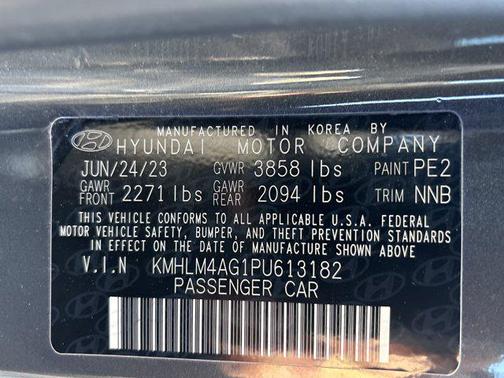 MANUFACTURED IN KOREA BY
HYUNDAI MOTOR COMPANY
JUN/24/23 GVWR 3858 lbs PAINT PE2
GAWR FRONT 2271 lbs GAWR REAR 2094 lbs TRIM NNB
THIS VEHICLE CONFORMS TO ALL APPLICABLE U.S.A. FEDERAL
MOTOR VEHICLE SAFETY, BUMPER, AND THEFT PREVENTION STANDARDS
IN EFFECT ON THE DATE OF MANUFACTURE SHOWN ABOVE
V.I.N KMHLM4AG1PU613182
PASSENGER CAR